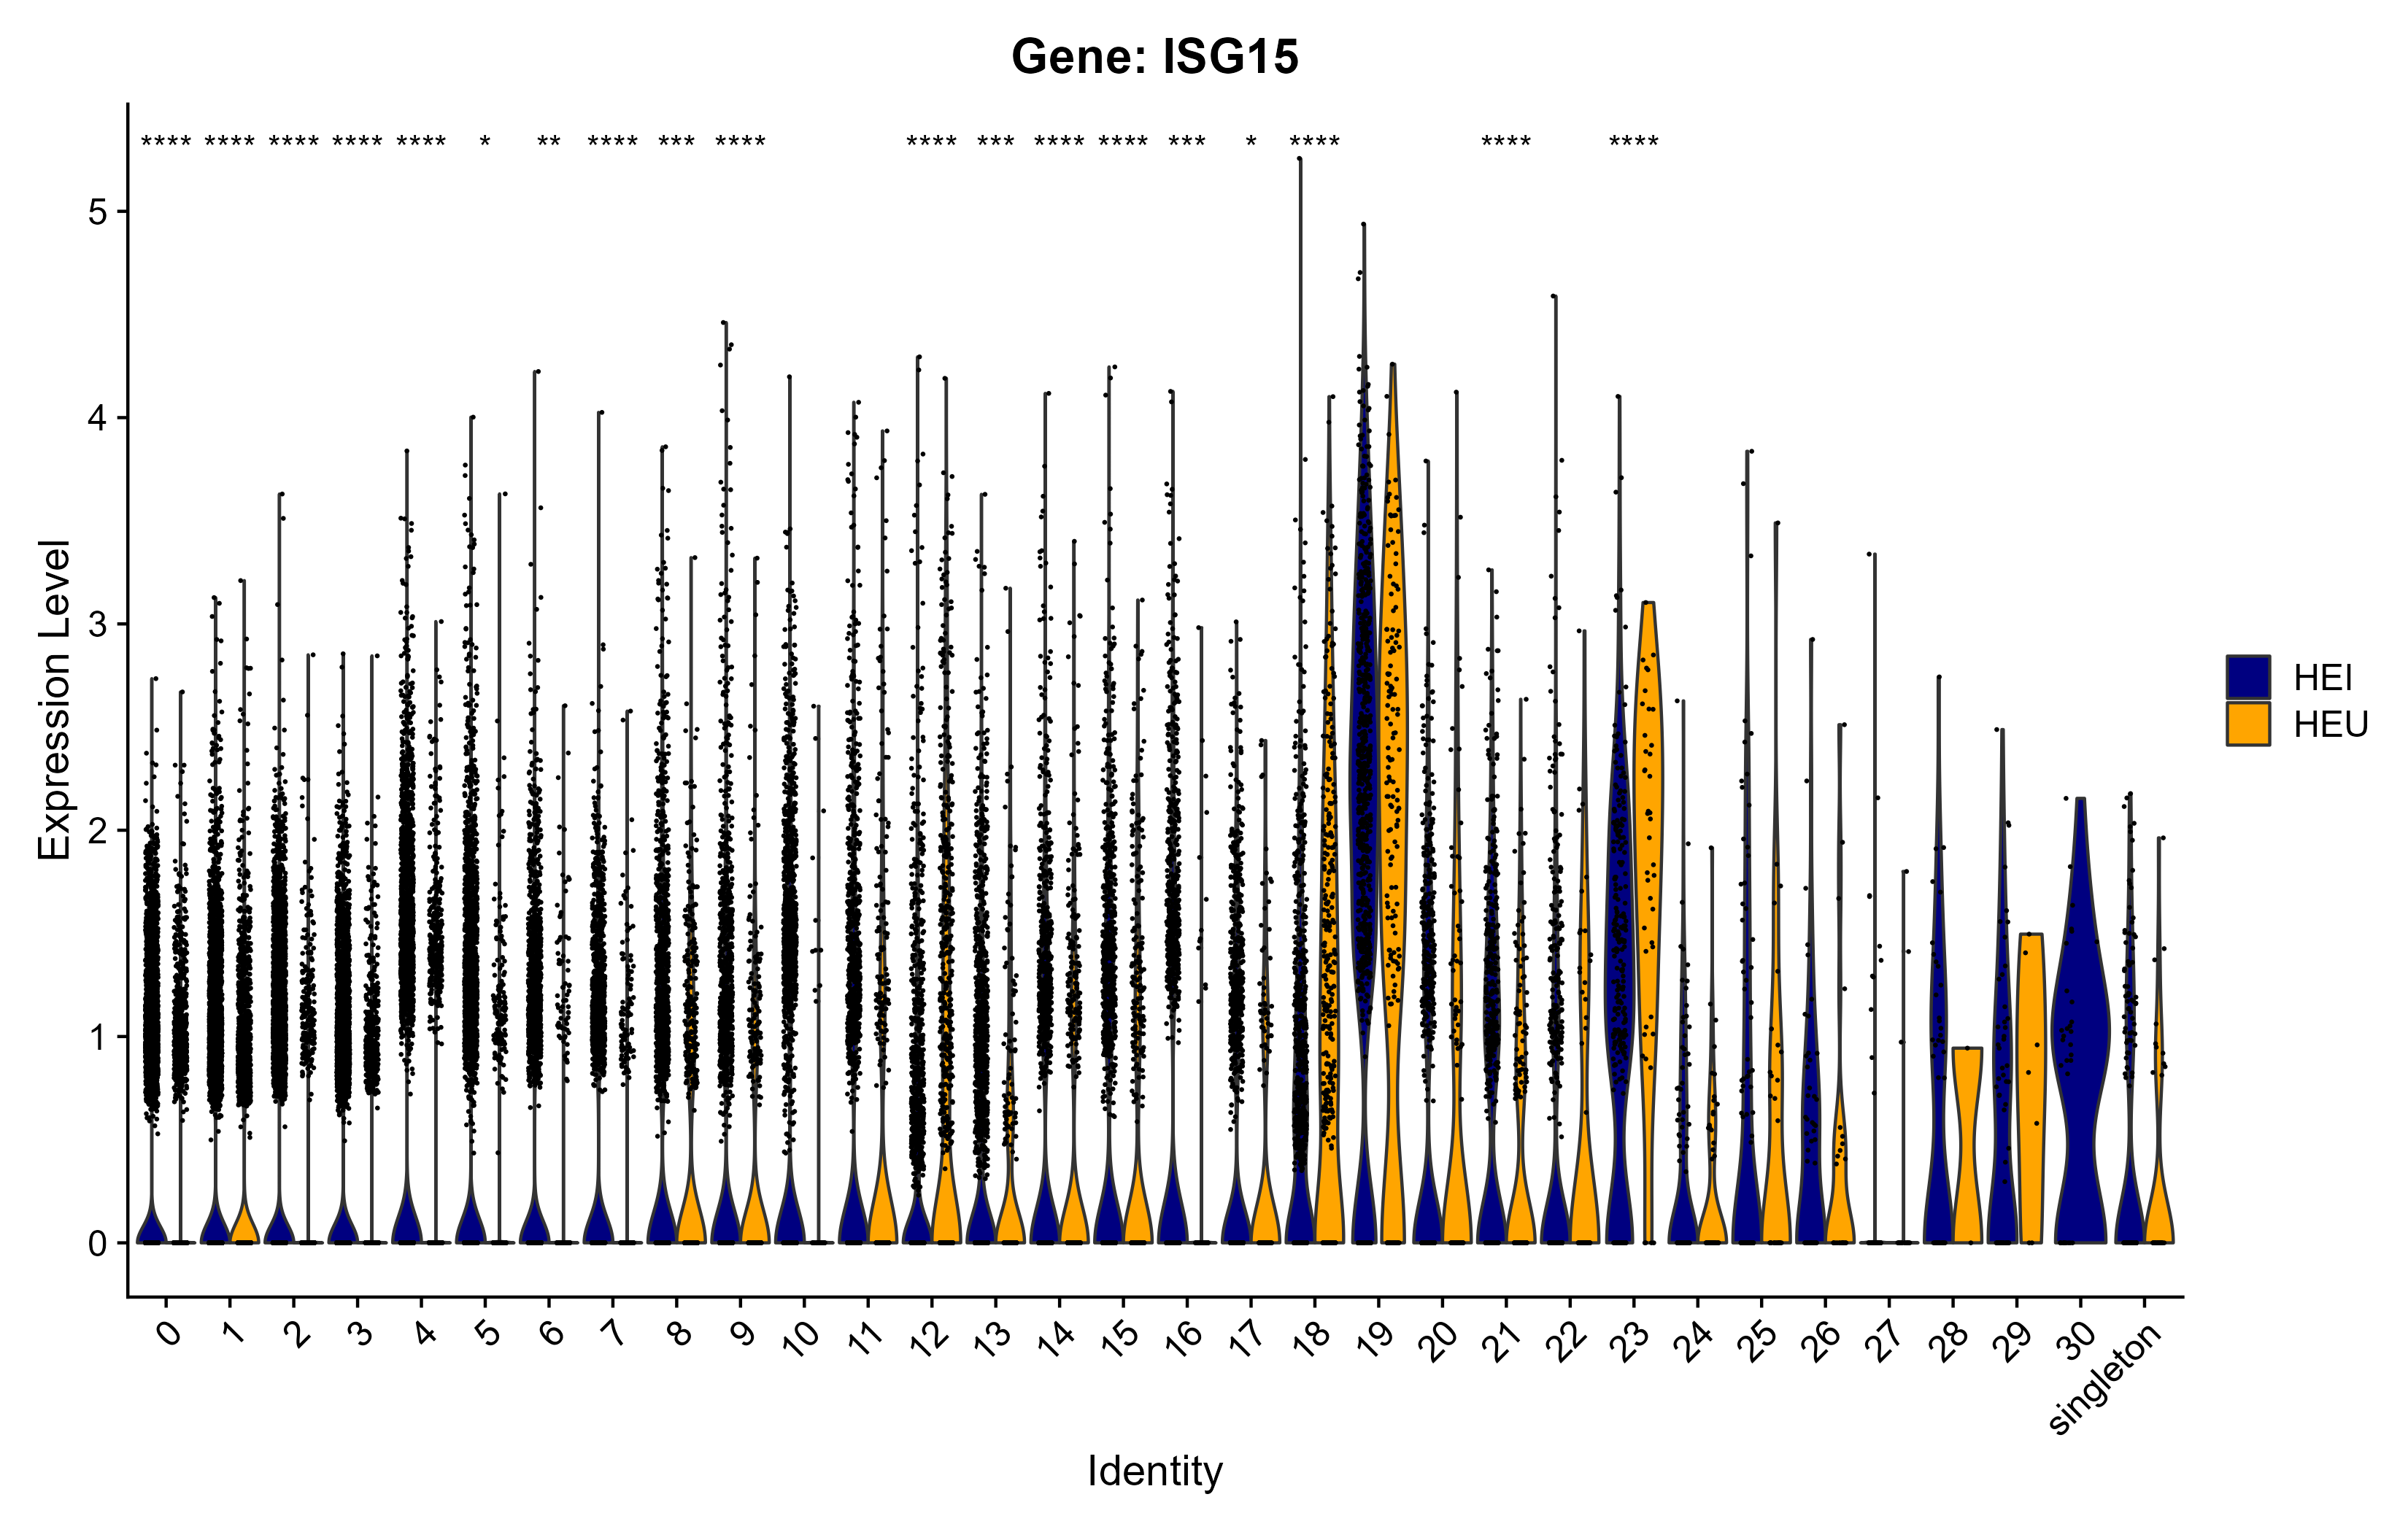 Gene: ISG15
**** **** **** **** **** * ** **** *** **** **** *** **** **** *** * **** **** ****
Expression Level
5
4
3
2
1
0
HEI
HEU
0 1 2 3 4 5 6 7 8 9 10 11 12 13 14 15 16 17 18 19 20 21 22 23 24 25 26 27 28 29 30 singleton
Identity